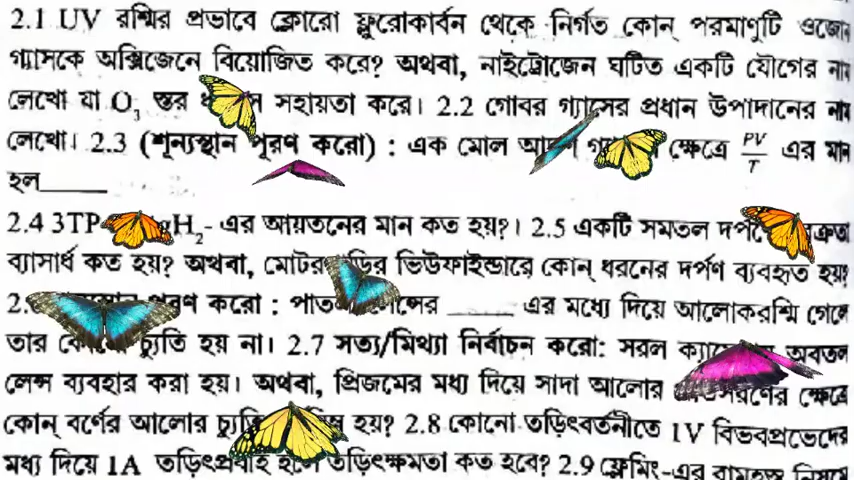 2.1 UV রশ্মির প্রভাবে ক্লোরো ফ্লুরোকার্বন থেকে নির্গত কোন্ পরমাণুটি ওজোন
গ্যাসকে অক্সিজেনে বিয়োজিত করে? অথবা, নাইট্রোজেন ঘটিত একটি যৌগের নাম
লেখো যা O₃ স্তর সহায়তা করে। 2.2 গোবর গ্যাসের প্রধান উপাদানের নাম
লেখো। 2.3 (শূন্যস্থান পূরণ করো) : এক মোল ক্ষেত্রে PV/T এর মান
হল_____
2.4 3TP H₂- এর আয়তনের মান কত হয়?। 2.5 একটি সমতল
ব্যাসার্ধ কত হয়? অথবা, ভিউফাইন্ডারে কোন্ ধরনের দর্পণ ব্যবহৃত হয়?
পূরণ করো : _____ এর মধ্যে দিয়ে আলোকরশ্মি গেলে
তার চ্যুতি হয় না। 2.7 সত্য/মিথ্যা নির্বাচন করো: সরল অবতল
লেন্স ব্যবহার করা হয়। অথবা, প্রিজমের মধ্য দিয়ে সাদা আলোর ক্ষেত্রে
কোন্ বর্ণের আলোর হয়? 2.8 কোনো তড়িৎবর্তনীতে 1V বিভবপ্রভেদের
মধ্য দিয়ে 1A তড়িৎপ্রবাহ হলে তড়িৎক্ষমতা কত হবে? 2.9 ফ্লেমিং-এর বামহস্ত নিয়মে